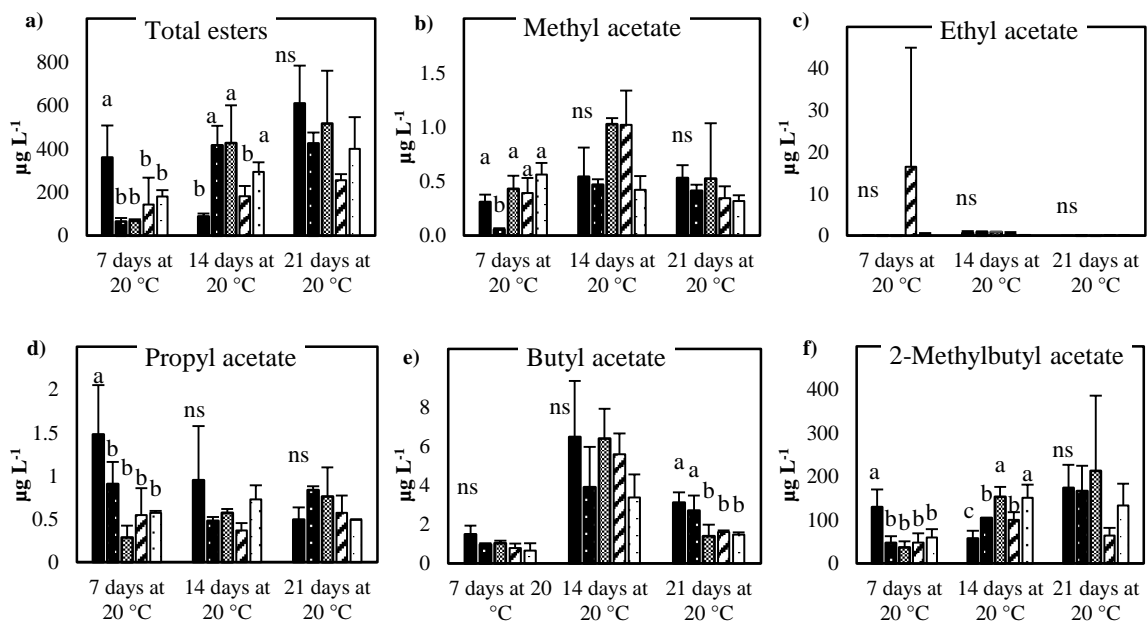 a)
Total esters
µg L⁻¹
800
600
400
200
0
a
b b b b
b a a b a
ns
7 days at 20 °C
14 days at 20 °C
21 days at 20 °C
b)
Methyl acetate
µg L⁻¹
1.5
1.0
0.5
0.0
a b a a a
ns
ns
7 days at 20 °C
14 days at 20 °C
21 days at 20 °C
c)
Ethyl acetate
µg L⁻¹
40
30
20
10
0
ns
ns
ns
7 days at 20 °C
14 days at 20 °C
21 days at 20 °C
d)
Propyl acetate
µg L⁻¹
2
1.5
1
0.5
0
a b b b b
ns
ns
7 days at 20 °C
14 days at 20 °C
21 days at 20 °C
e)
Butyl acetate
µg L⁻¹
8
6
4
2
0
ns
ns
a a b b b
7 days at 20 °C
14 days at 20 °C
21 days at 20 °C
f)
2-Methylbutyl acetate
µg L⁻¹
400
300
200
100
0
a b b b b
c b a b a
ns
7 days at 20 °C
14 days at 20 °C
21 days at 20 °C